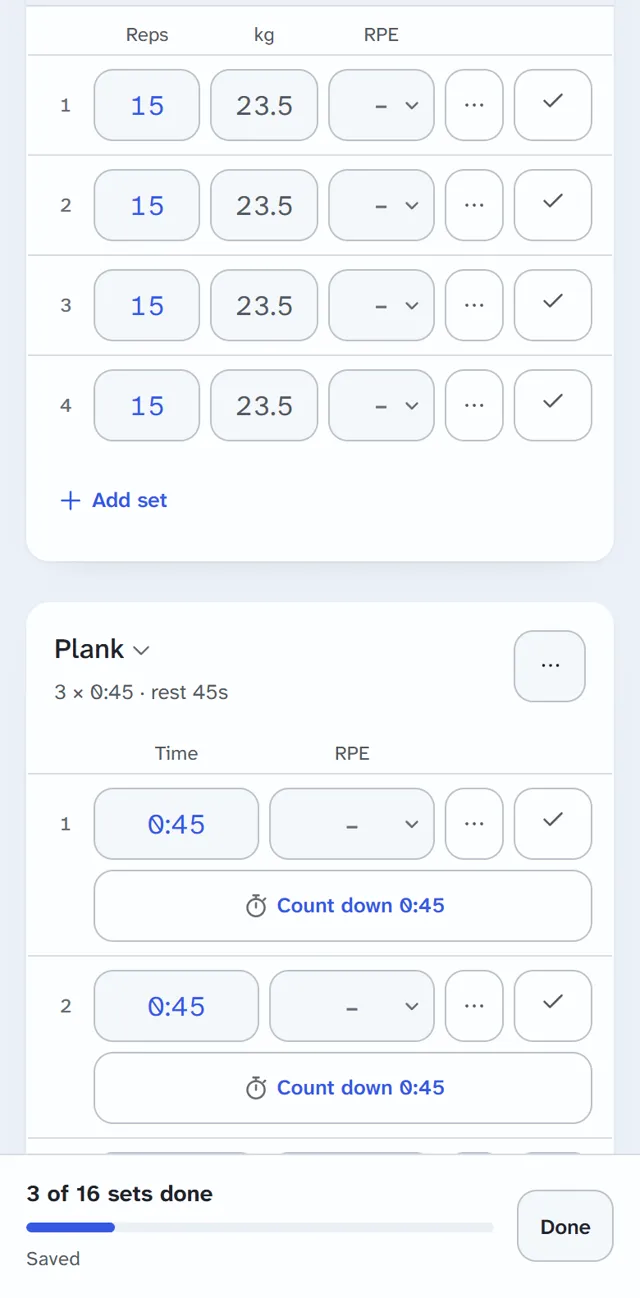 Reps kg RPE
1 15 23.5 - ...
2 15 23.5 - ...
3 15 23.5 - ...
4 15 23.5 - ...
+ Add set
Plank
...
3 × 0:45 · rest 45s
Time RPE
1 0:45 - ...
Count down 0:45
2 0:45 - ...
Count down 0:45
3 of 16 sets done
Done
Saved